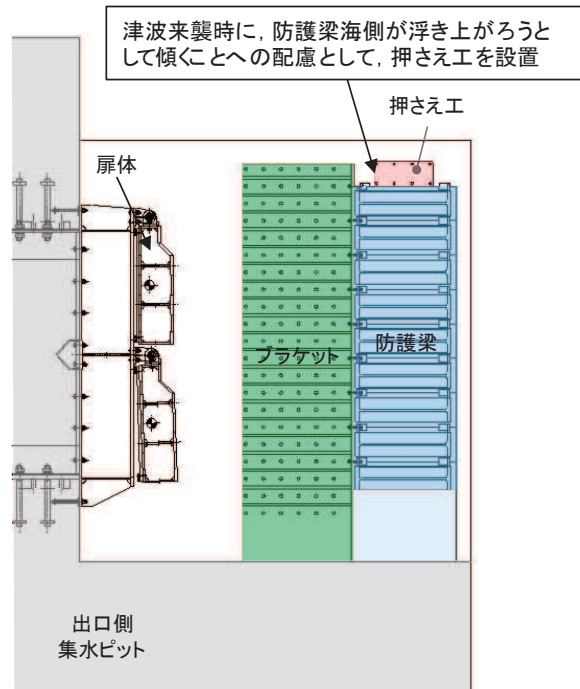 津波来襲時に，防護梁海側が浮き上がろうと
して傾くことへの配慮として，押さえ工を設置
押さえ工
扉体
ブラケット
防護梁
出口側
集水ピット